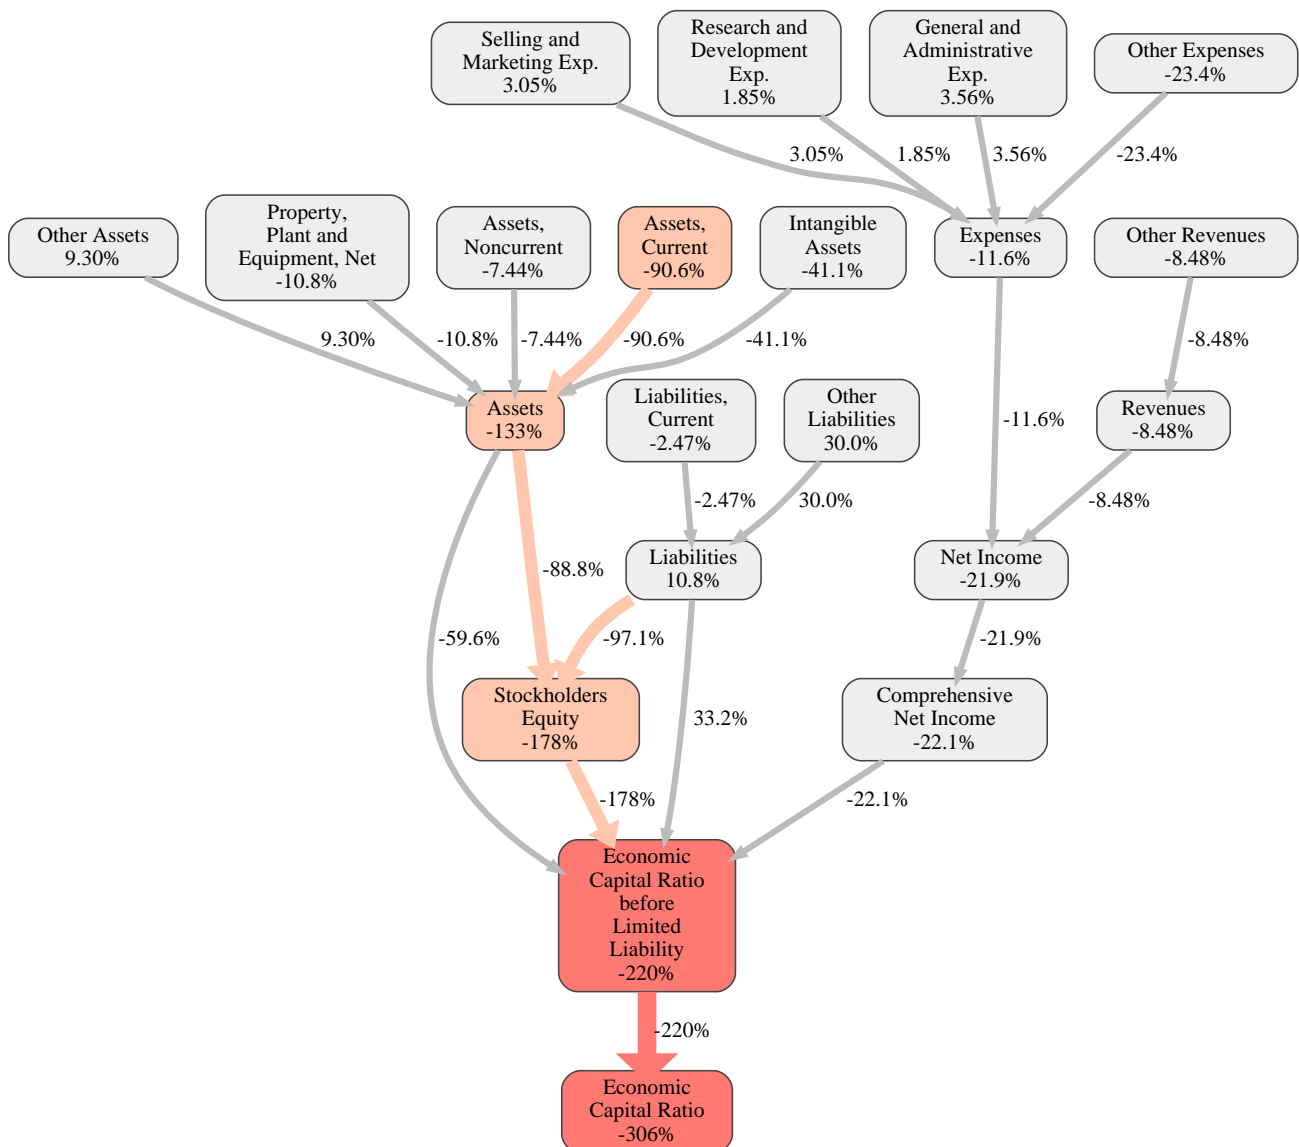 Selling and
Marketing Exp.
3.05%
Research and
Development
Exp.
1.85%
General and
Administrative
Exp.
3.56%
Other Expenses
-23.4%
3.05%
1.85%
3.56%
-23.4%
Other Assets
9.30%
Property,
Plant and
Equipment, Net
-10.8%
Assets,
Noncurrent
-7.44%
Assets,
Current
-90.6%
Intangible
Assets
-41.1%
Expenses
-11.6%
Other Revenues
-8.48%
9.30%
-10.8%
-7.44%
-90.6%
-41.1%
-8.48%
Assets
-133%
Liabilities,
Current
-2.47%
Other
Liabilities
30.0%
-11.6%
Revenues
-8.48%
-2.47%
30.0%
-8.48%
-88.8%
Liabilities
10.8%
Net Income
-21.9%
-59.6%
-97.1%
-21.9%
Stockholders
Equity
-178%
33.2%
Comprehensive
Net Income
-22.1%
-178%
-22.1%
Economic
Capital Ratio
before
Limited
Liability
-220%
-220%
Economic
Capital Ratio
-306%